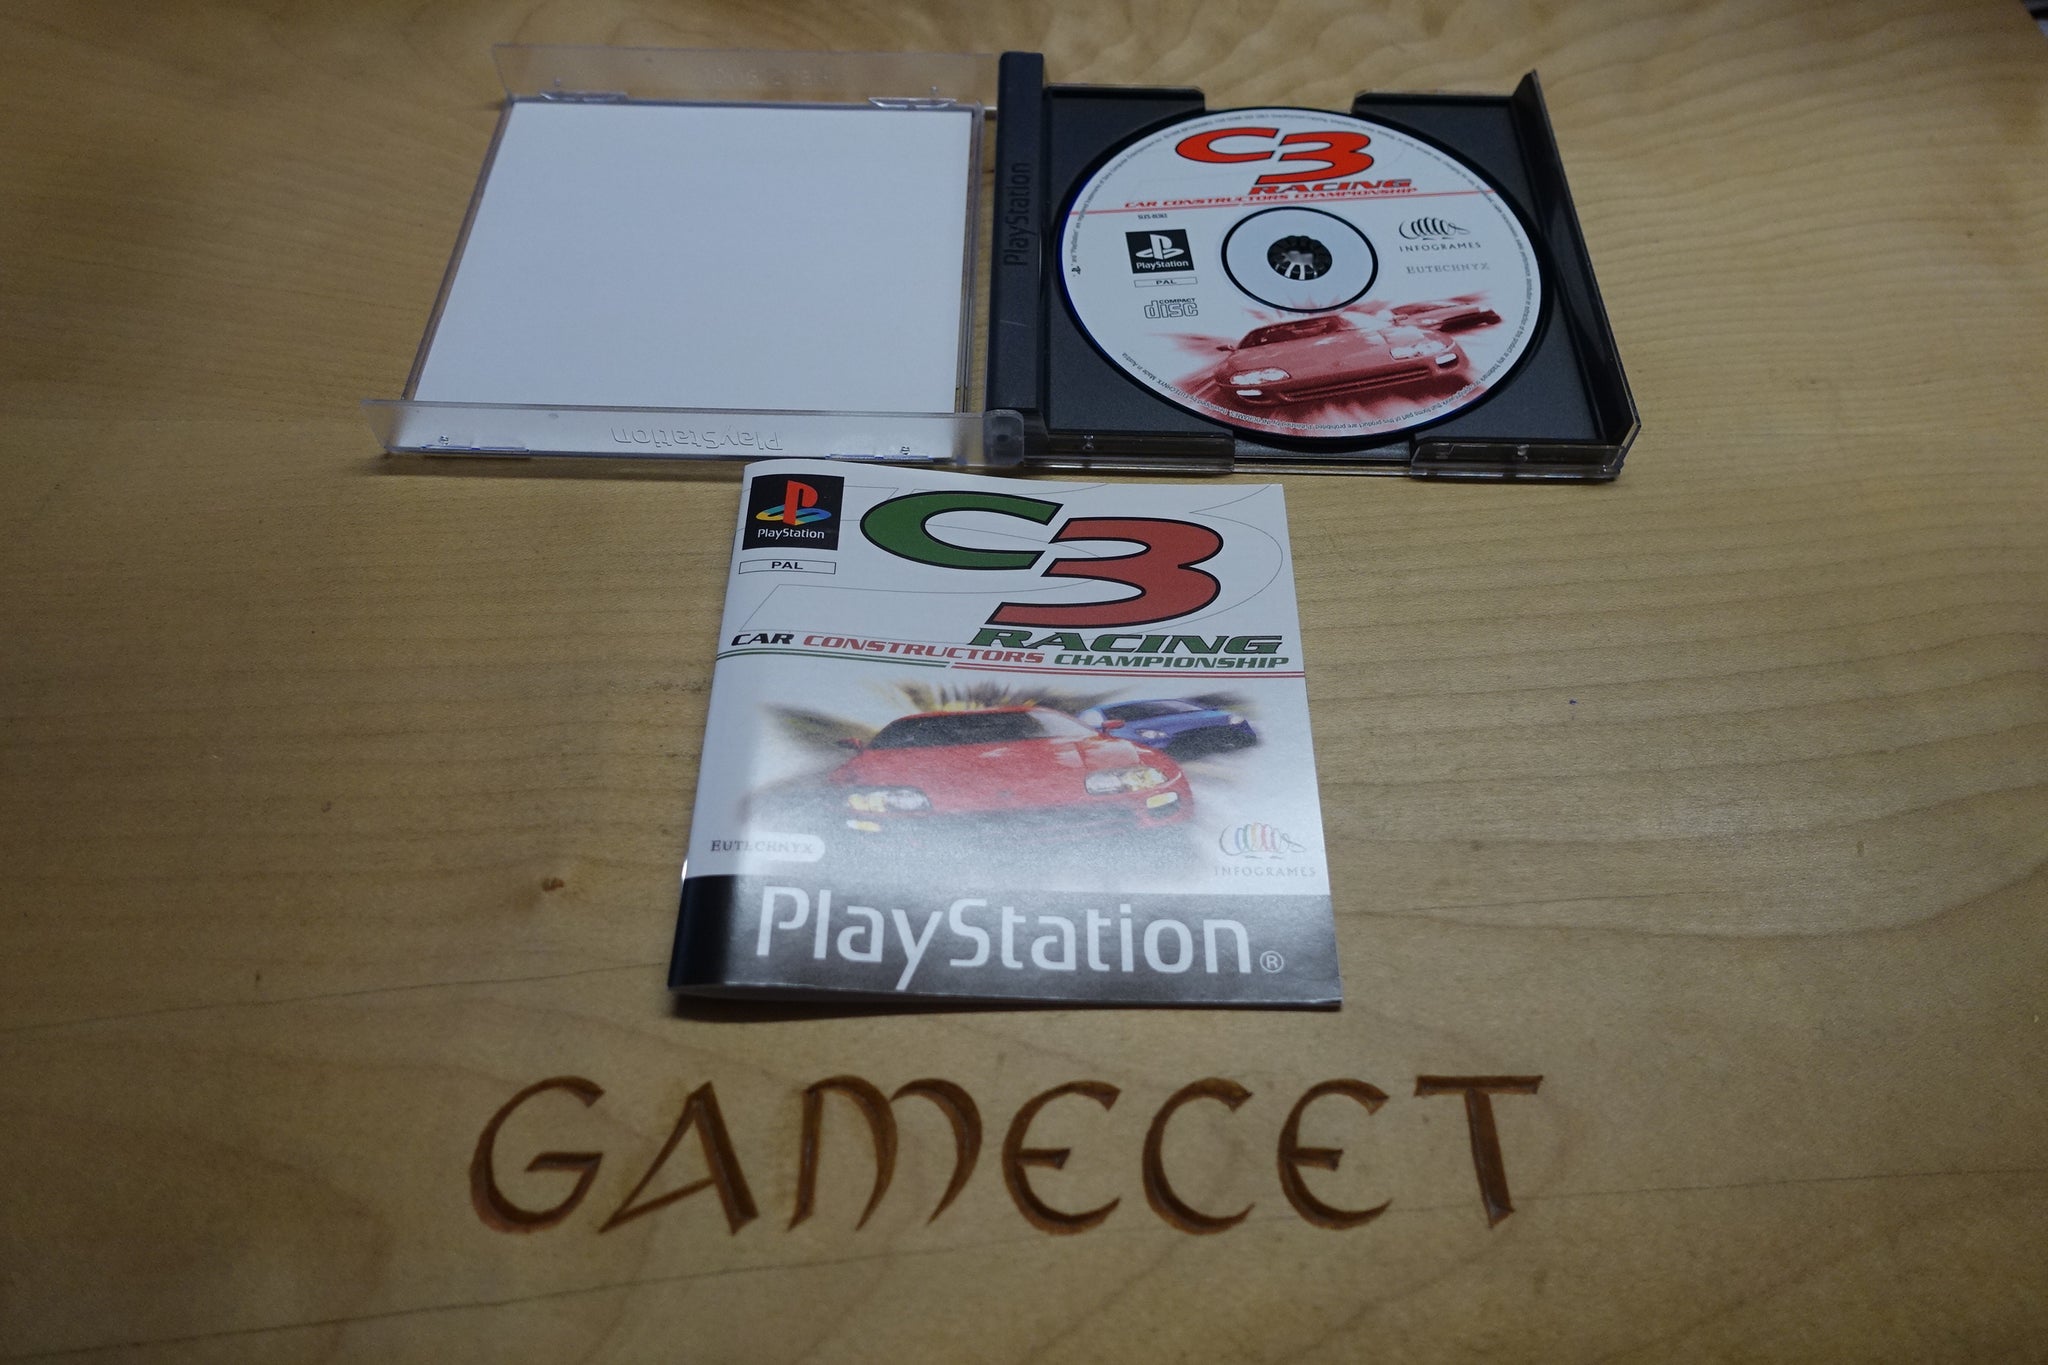 PlayStation
PlayStation
C3
RACING
CAR CONSTRUCTORS CHAMPIONSHIP
PlayStation
PAL
COMPACT
disc
INFOGRAMES
EUTECHNYX
PlayStation
PAL
C3
RACING
CAR CONSTRUCTORS CHAMPIONSHIP
EUTECHNYX
INFOGRAMES
PlayStation®
GAMECET